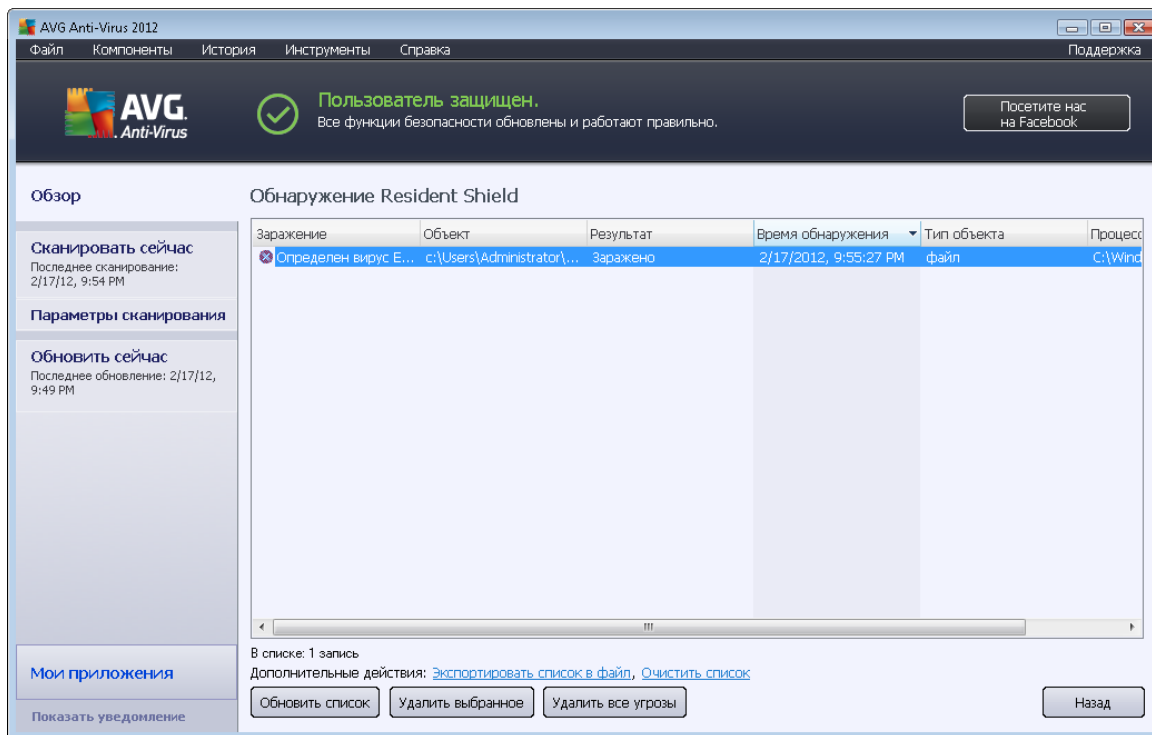 AVG Anti-Virus 2012
Файл Компоненты История Инструменты Справка Поддержка
AVG.
Anti-Virus
Пользователь защищен.
Все функции безопасности обновлены и работают правильно.
Посетите нас
на Facebook
Обзор
Сканировать сейчас
Последнее сканирование:
2/17/12, 9:54 PM
Параметры сканирования
Обновить сейчас
Последнее обновление: 2/17/12,
9:49 PM
Мои приложения
Показать уведомление
Обнаружение Resident Shield
Заражение Объект Результат Время обнаружения Тип объекта Процесс
Определен вирус E... c:\Users\Administrator\... Заражено 2/17/2012, 9:55:27 PM файл C:\Wind
В списке: 1 запись
Дополнительные действия: Экспортировать список в файл, Очистить список
Обновить список Удалить выбранное Удалить все угрозы Назад